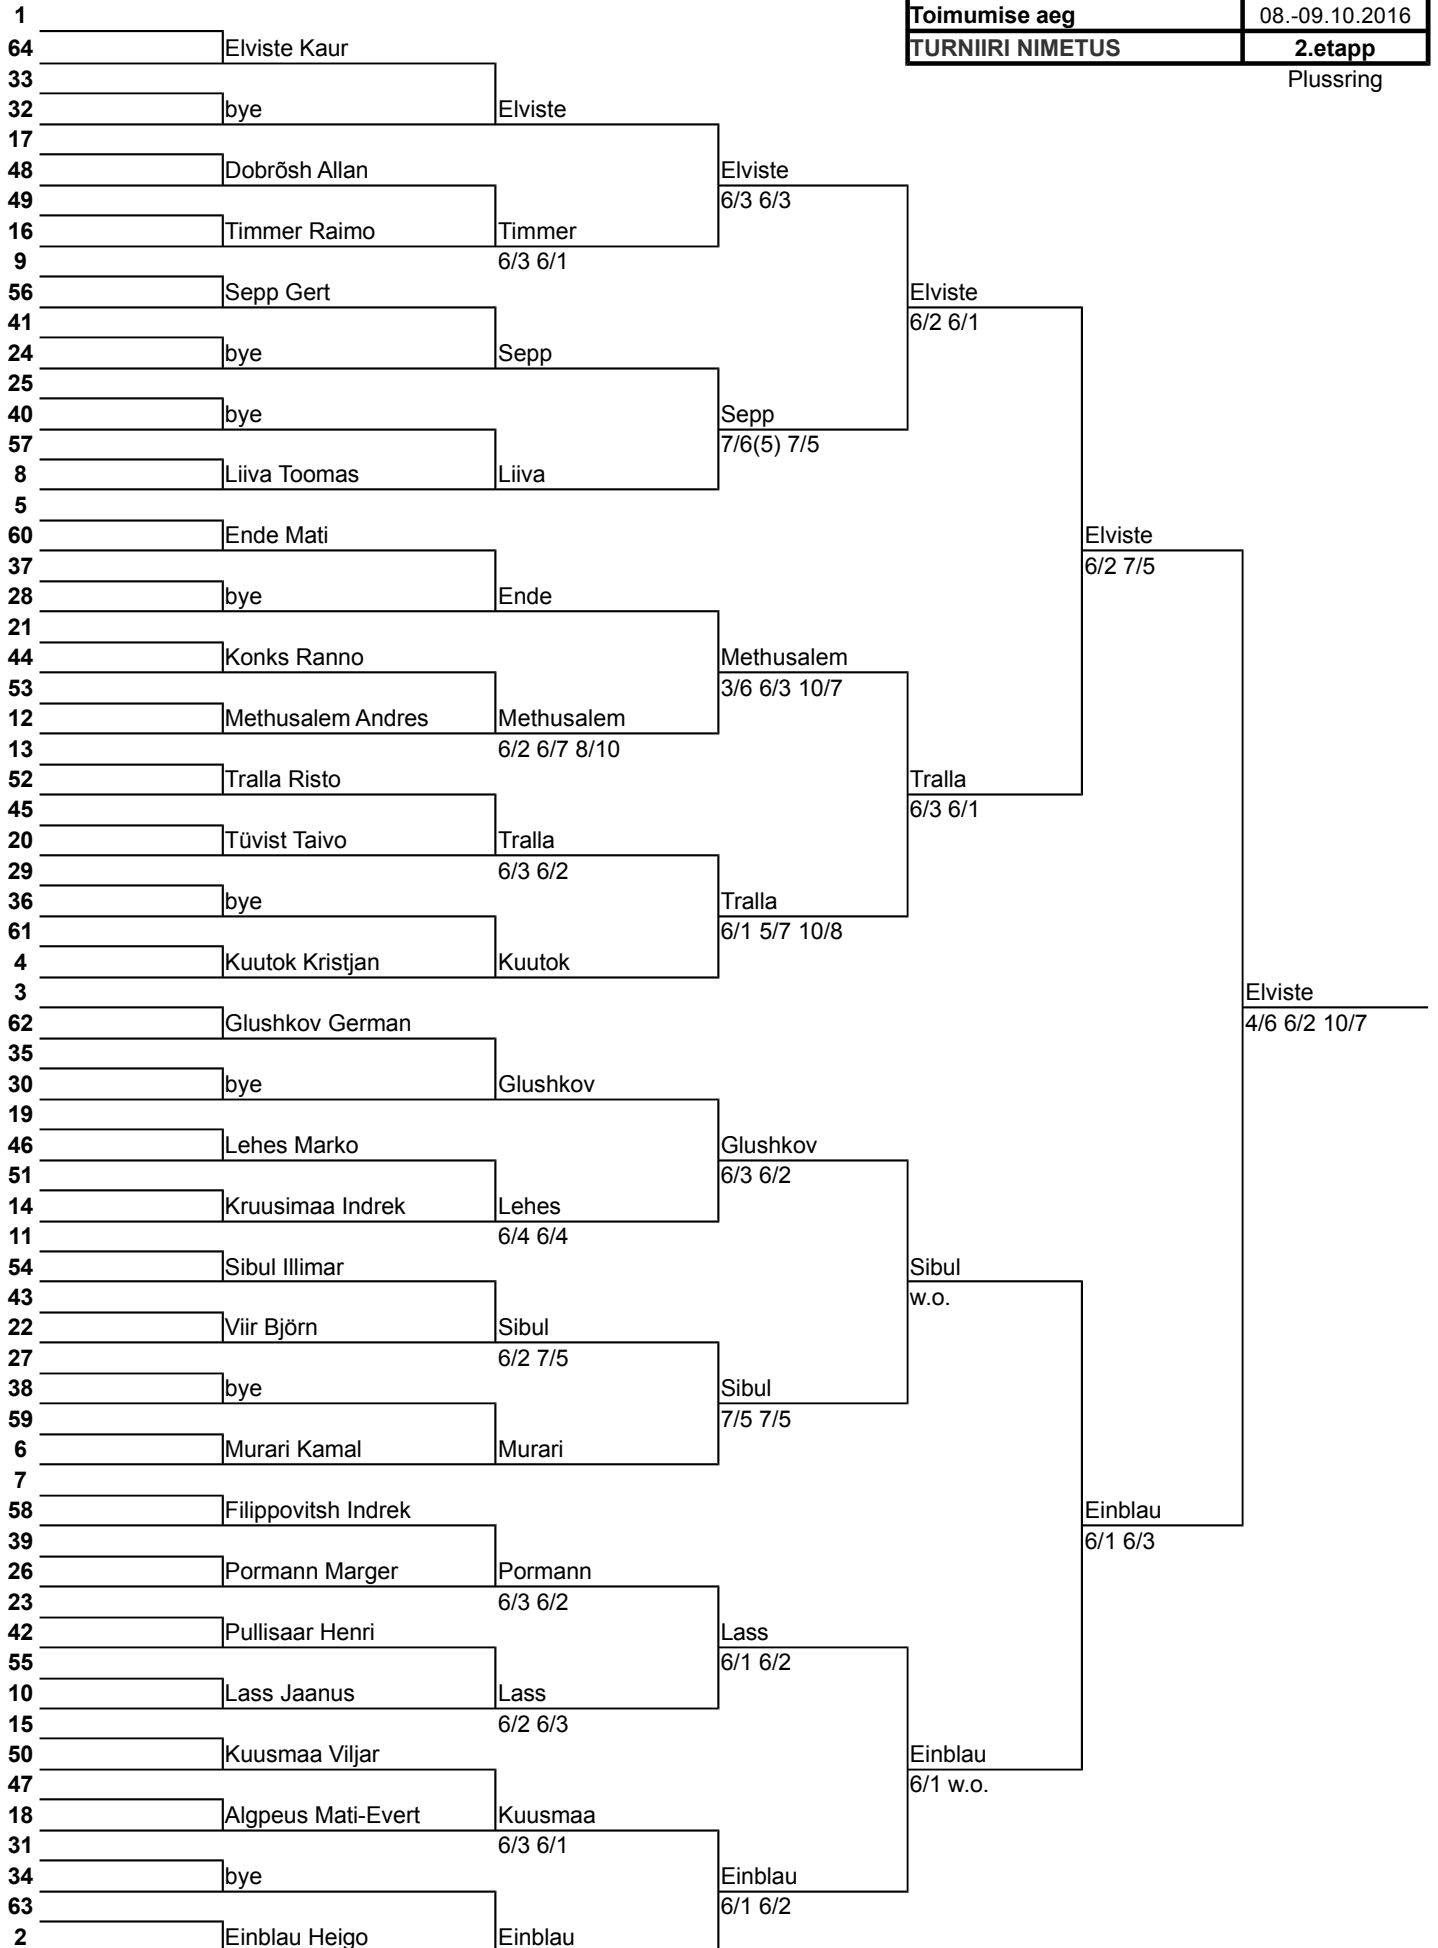 1
Toimumise aeg 08.-09.10.2016
64 Elviste Kaur TURNIIRI NIMETUS 2.etapp
33 Plussring
32 bye Elviste
17
48 Dobrõsh Allan Elviste
49 6/3 6/3
16 Timmer Raimo Timmer
9 6/3 6/1
56 Sepp Gert Elviste
41 6/2 6/1
24 bye Sepp
25
40 bye Sepp
57 7/6(5) 7/5
8 Liiva Toomas Liiva
5
60 Ende Mati Elviste
37 6/2 7/5
28 bye Ende
21
44 Konks Ranno Methusalem
53 3/6 6/3 10/7
12 Methusalem Andres Methusalem
13 6/2 6/7 8/10
52 Tralla Risto Tralla
45 6/3 6/1
20 Tüvist Taivo Tralla
29 6/3 6/2
36 bye Tralla
61 6/1 5/7 10/8
4 Kuutok Kristjan Kuutok
3 Elviste
62 Glushkov German 4/6 6/2 10/7
35
30 bye Glushkov
19
46 Lehes Marko Glushkov
51 6/3 6/2
14 Kruusimaa Indrek Lehes
11 6/4 6/4
54 Sibul Illimar Sibul
43 w.o.
22 Viir Björn Sibul
27 6/2 7/5
38 bye Sibul
59 7/5 7/5
6 Murari Kamal Murari
7
58 Filippovitsh Indrek Einblau
39 6/1 6/3
26 Pormann Marger Pormann
23 6/3 6/2
42 Pullisaar Henri Lass
55 6/1 6/2
10 Lass Jaanus Lass
15 6/2 6/3
50 Kuusmaa Viljar Einblau
47 6/1 w.o.
18 Algpeus Mati-Evert Kuusmaa
31 6/3 6/1
34 bye Einblau
63 6/1 6/2
2 Einblau Heigo Einblau